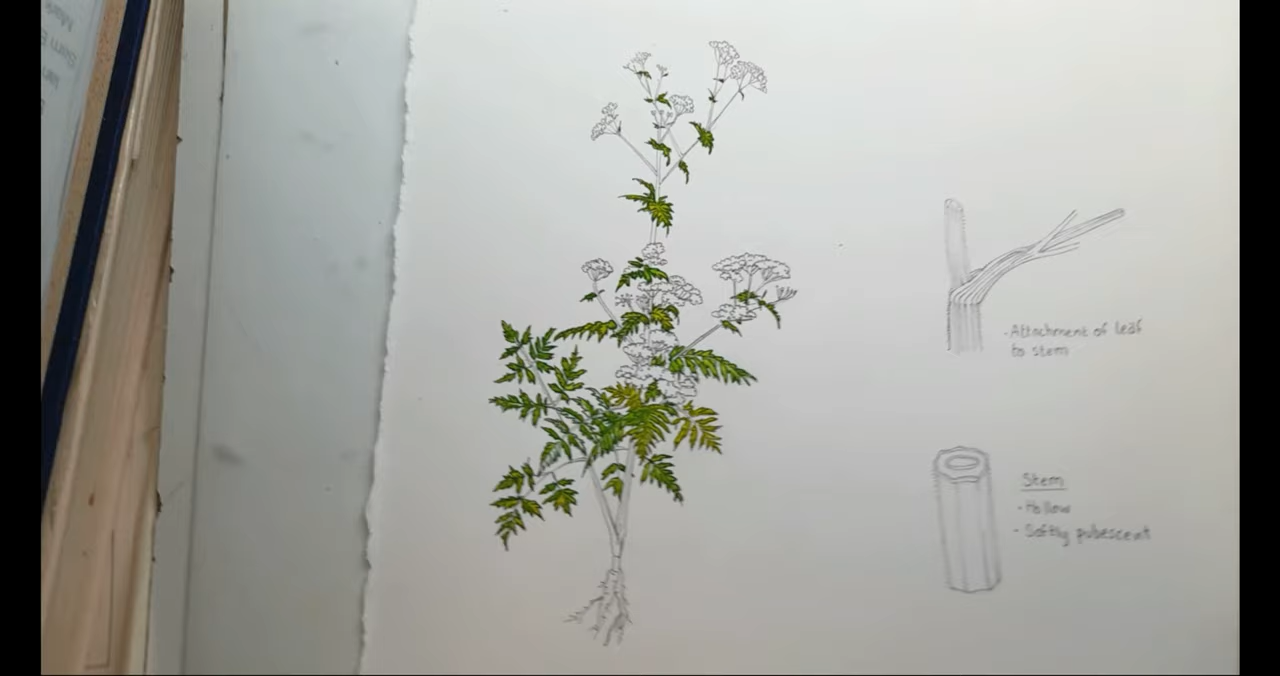 - Attachment of leaf
to stem
Stem
- Hollow
- Softly pubescent